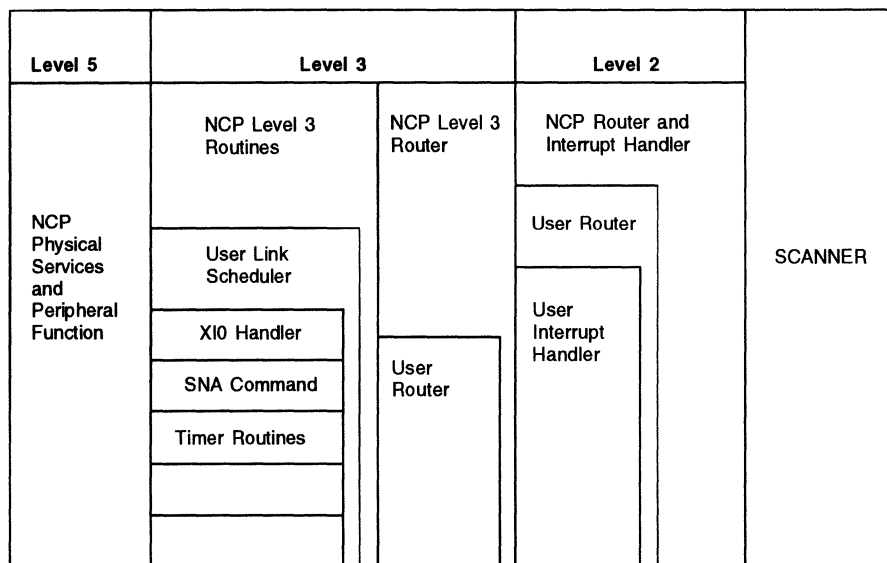 Level 5
Level 3
Level 2
NCP Level 3
Routines
NCP Level 3
Router
NCP Router and
Interrupt Handler
NCP
Physical
Services
and
Peripheral
Function
User Link
Scheduler
User Router
SCANNER
XI0 Handler
SNA Command
Timer Routines
User
Router
User
Interrupt
Handler